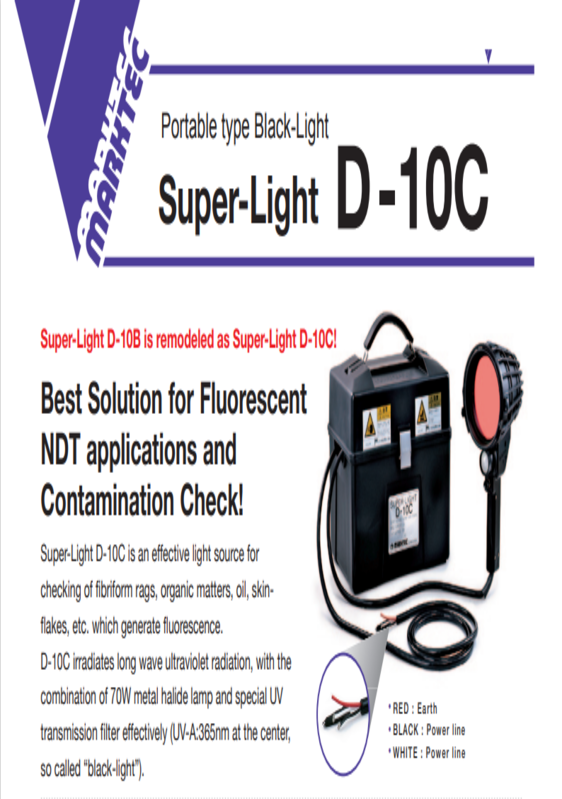 MARKTEC
Portable type Black-Light
Super-Light D-10C
Super-Light D-10B is remodeled as Super-Light D-10C!
Best Solution for Fluorescent
NDT applications and
Contamination Check!
Super-Light D-10C is an effective light source for
checking of fibriform rags, organic matters, oil, skin-
flakes, etc. which generate fluorescence.
D-10C irradiates long wave ultraviolet radiation, with the
combination of 70W metal halide lamp and special UV
transmission filter effectively (UV-A:365nm at the center,
so called “black-light”).
SUPER-LIGHT
D-10C
MARKTEC
*RED : Earth
*BLACK : Power line
*WHITE : Power line